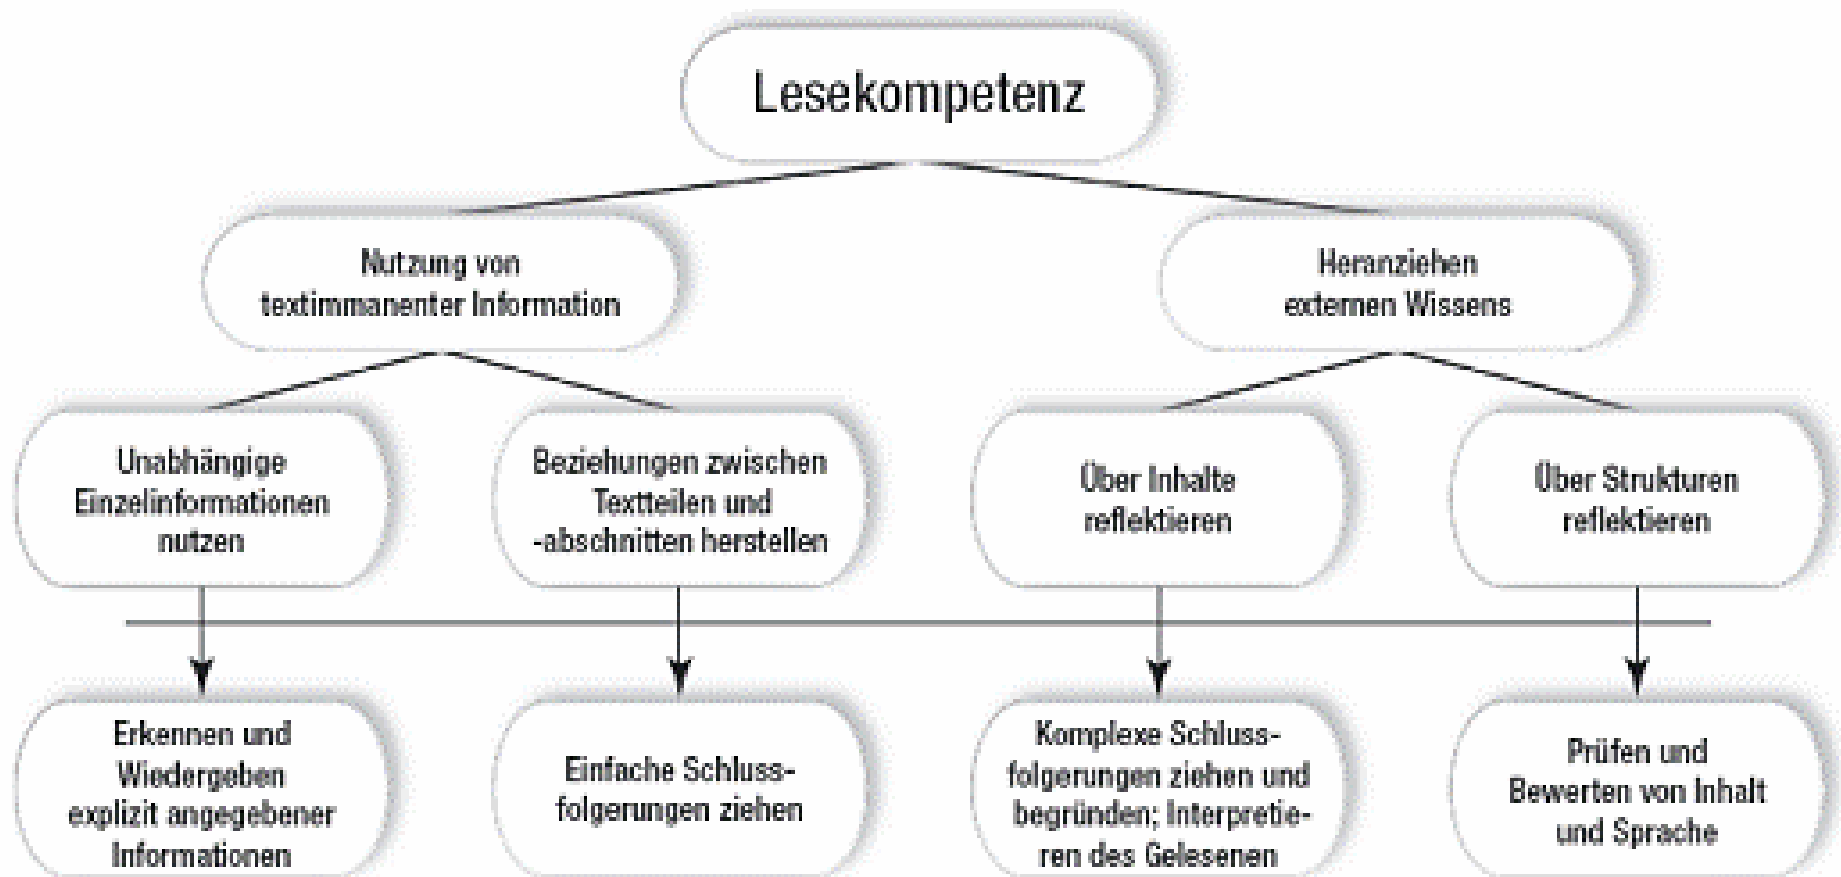 Lesekompetenz
Nutzung von
textimmanenter Information
Heranziehen
externen Wissens
Unabhängige
Einzelinformationen
nutzen
Beziehungen zwischen
Textteilen und
-abschnitten herstellen
Über Inhalte
reflektieren
Über Strukturen
reflektieren
Erkennen und
Wiedergeben
explizit angegebener
Informationen
Einfache Schluss-
folgerungen ziehen
Komplexe Schluss-
folgerungen ziehen und
begründen; Interpretie-
ren des Gelesenen
Prüfen und
Bewerten von Inhalt
und Sprache